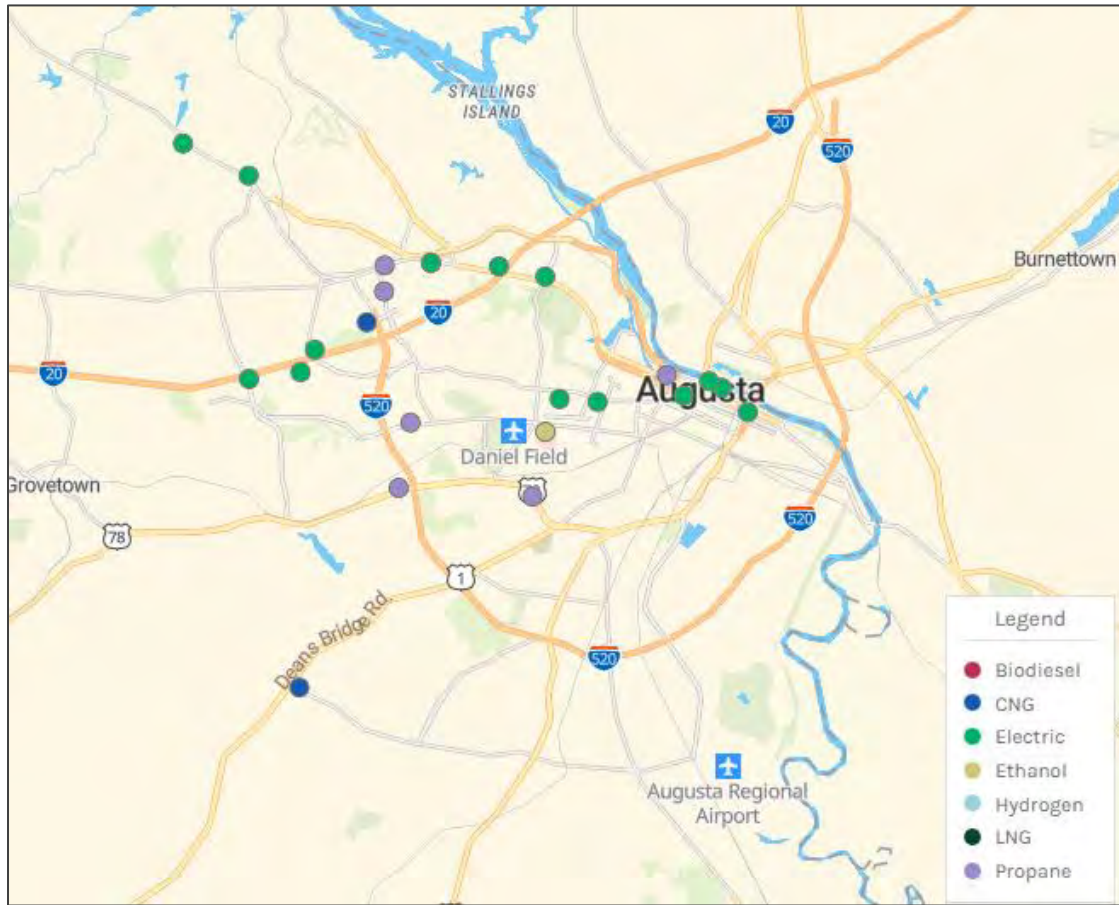 STALLINGS
ISLAND
20
520
Burnettown
20
20
Augusta
520
Daniel Field
Grovetown
78
520
1
Deans Bridge Rd.
520
Augusta Regional
Airport
Legend
Biodiesel
CNG
Electric
Ethanol
Hydrogen
LNG
Propane